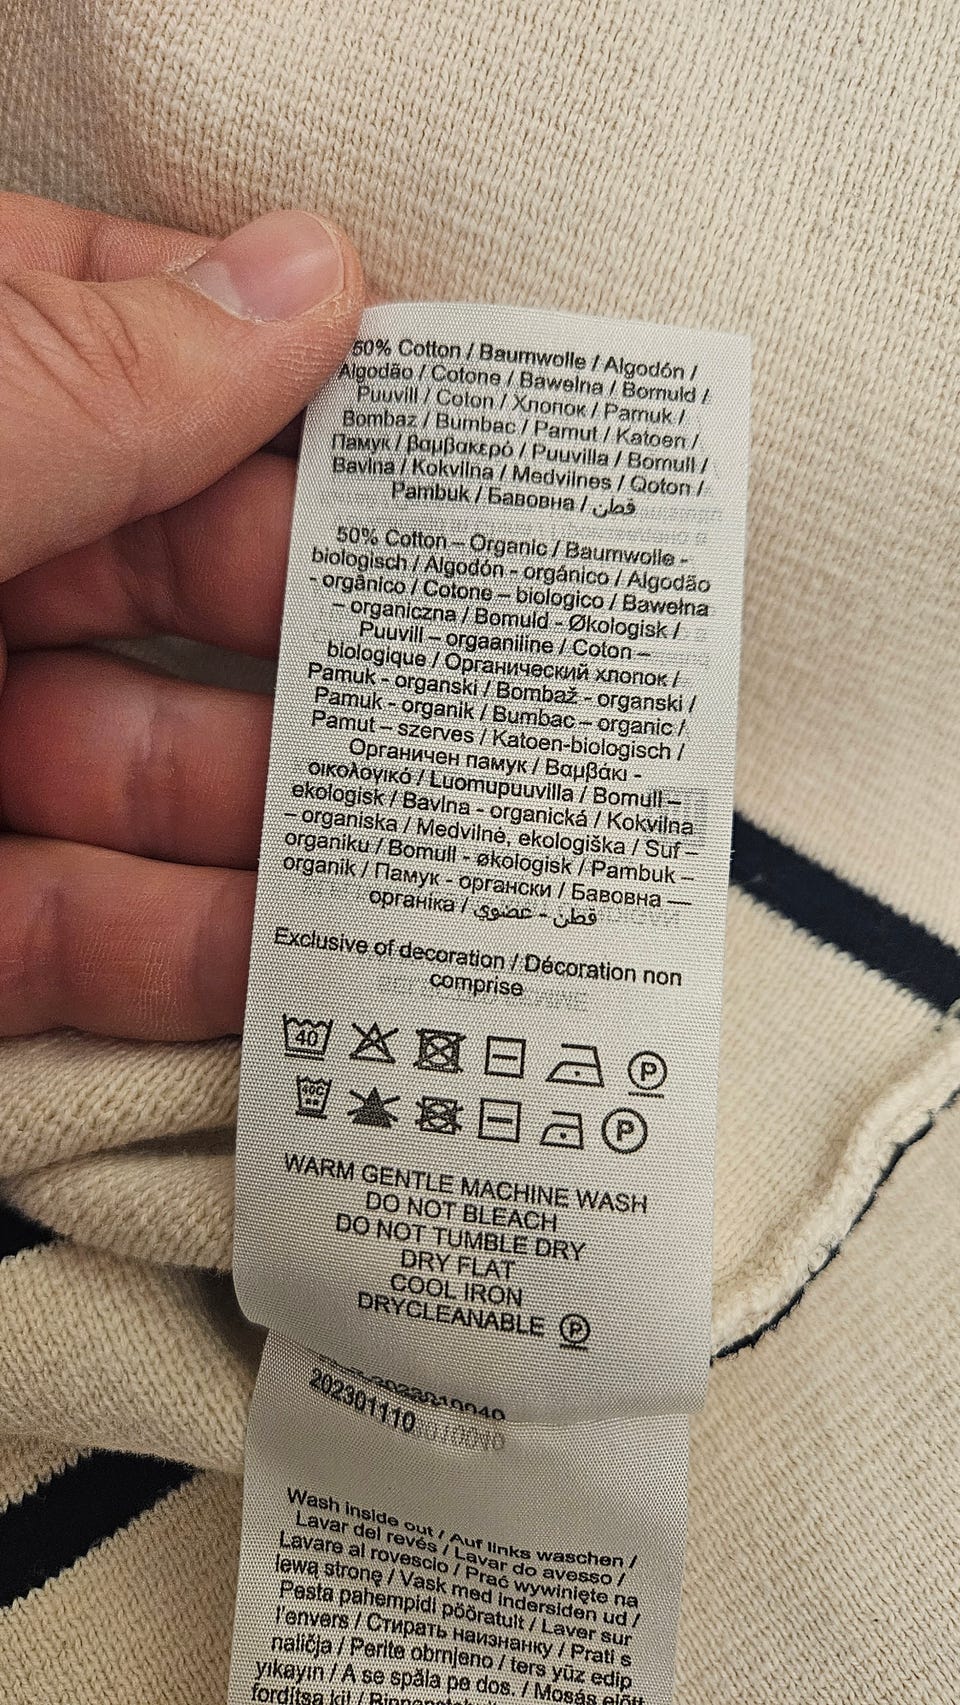 50% Cotton / Baumwolle / Algodón /
Algodão / Cotone / Bawełna / Bomuld /
Puuvill / Coton / Хлопок / Pamuk /
Bombaz / Bumbac / Pamut / Katoen /
Памук / βαμβακερό / Puuvilla / Bomull /
Bavlna / Kokvilna / Medvilnes / Qoton /
Pambuk / Бавовна / قطن
50% Cotton – Organic / Baumwolle -
biologisch / Algodón - orgánico / Algodão
- orgânico / Cotone – biologico / Bawełna
– organiczna / Bomuld - Økologisk /
Puuvill – orgaaniline / Coton –
biologique / Органический хлопок /
Pamuk - organski / Bombaž - organski /
Pamuk - organik / Bumbac – organic /
Pamut – szerves / Katoen-biologisch /
Органичен памук / Βαμβάκι -
οικολογικό / Luomupuuvilla / Bomull –
ekologisk / Bavlna - organická / Kokvilna
– organiska / Medvilnė, ekologiška / Suf –
organiku / Bomull - økologisk / Pambuk –
organik / Памук - органски / Бавовна —
органіка / قطن - عضوي
Exclusive of decoration / Décoration non
comprise
40 P
40C P
WARM GENTLE MACHINE WASH
DO NOT BLEACH
DO NOT TUMBLE DRY
DRY FLAT
COOL IRON
DRYCLEANABLE P
202301110
Wash inside out / Auf links waschen /
Lavar del revés / Lavar do avesso /
Lavare al rovescio / Prać wywinięte na
lewą stronę / Vask med indersiden ud /
Pesta pahempidi pööratult / Laver sur
l'envers / Стирать наизнанку / Prati s
naličja / Perite obrnjeno / ters yüz edip
yıkayın / A se spăla pe dos. / Mosás előtt
fordítsa ki! /